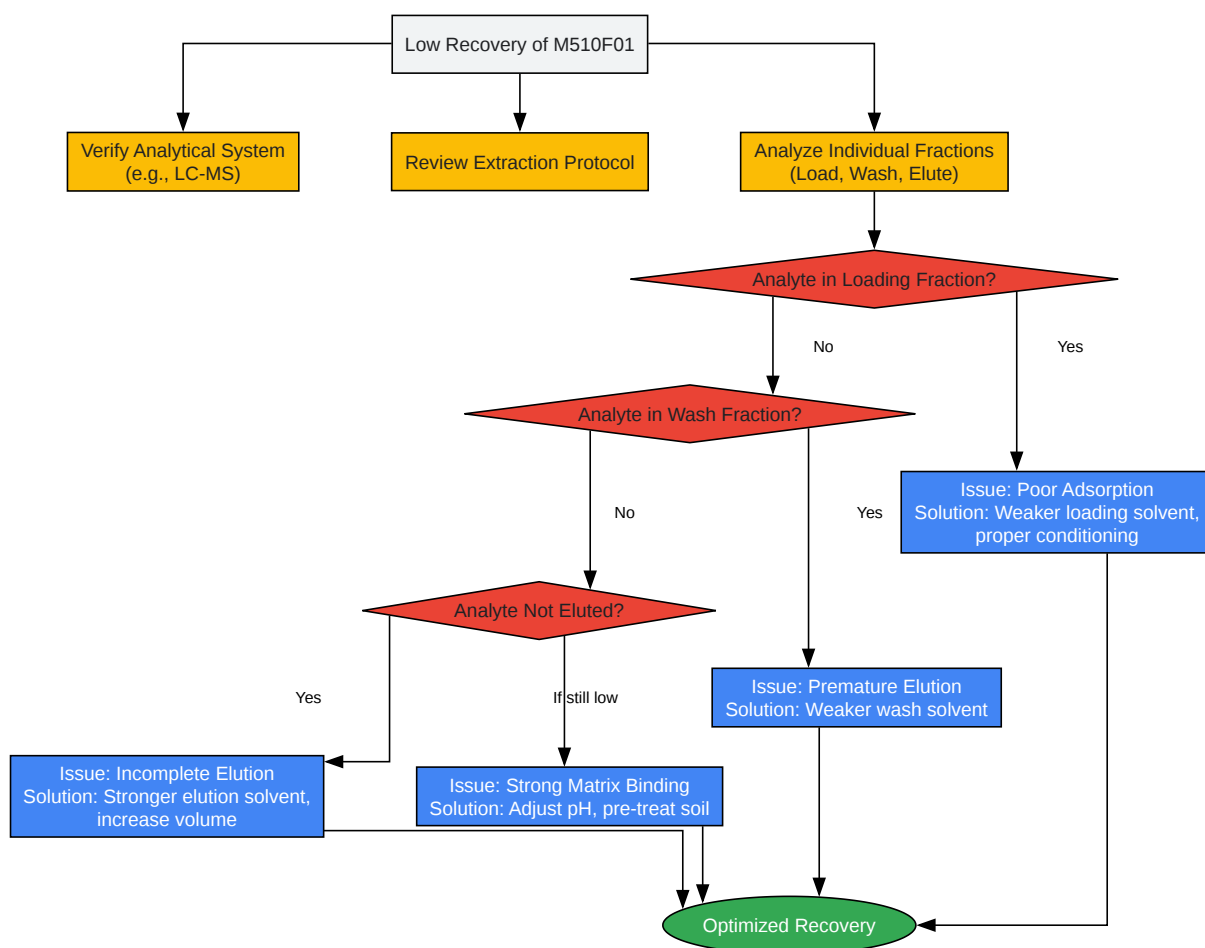 Low Recovery of M510F01
Verify Analytical System
(e.g., LC-MS)
Review Extraction Protocol
Analyze Individual Fractions
(Load, Wash, Elute)
Analyte in Loading Fraction?
No
Yes
Analyte in Wash Fraction?
Issue: Poor Adsorption
Solution: Weaker loading solvent,
proper conditioning
No
Yes
Analyte Not Eluted?
Yes
If still low
Issue: Premature Elution
Solution: Weaker wash solvent
Issue: Incomplete Elution
Solution: Stronger elution solvent,
increase volume
Issue: Strong Matrix Binding
Solution: Adjust pH, pre-treat soil
Optimized Recovery